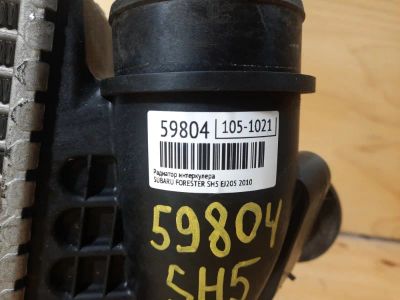 59804 105-1021
Радиатор интеркулера
SUBARU FORESTER SH5 EJ205 2010
59804
SH5